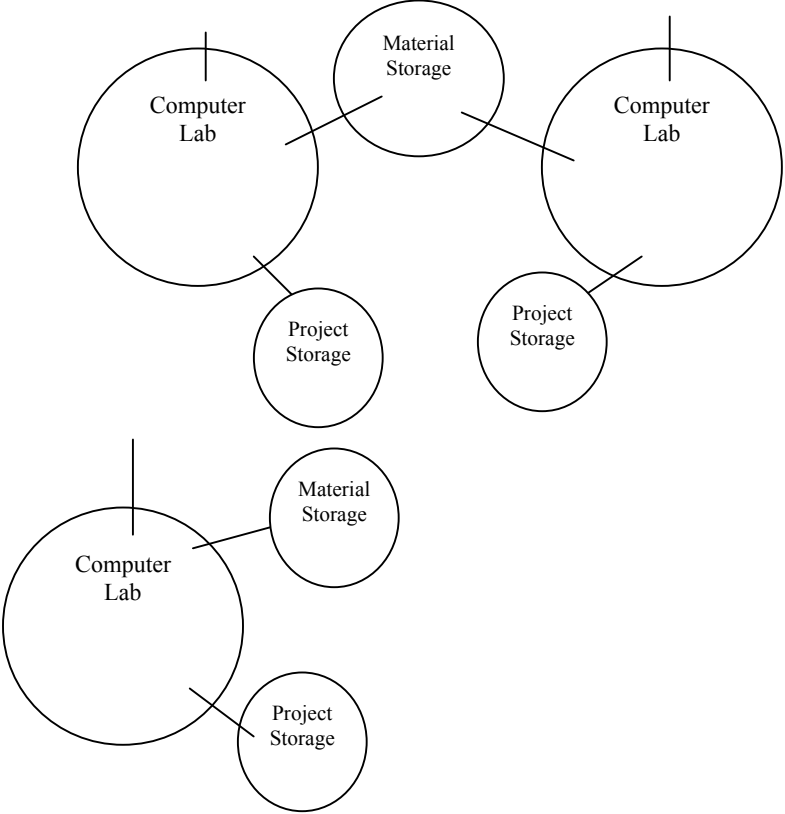 Material
Storage
Computer
Lab
Computer
Lab
Project
Storage
Project
Storage
Material
Storage
Computer
Lab
Project
Storage